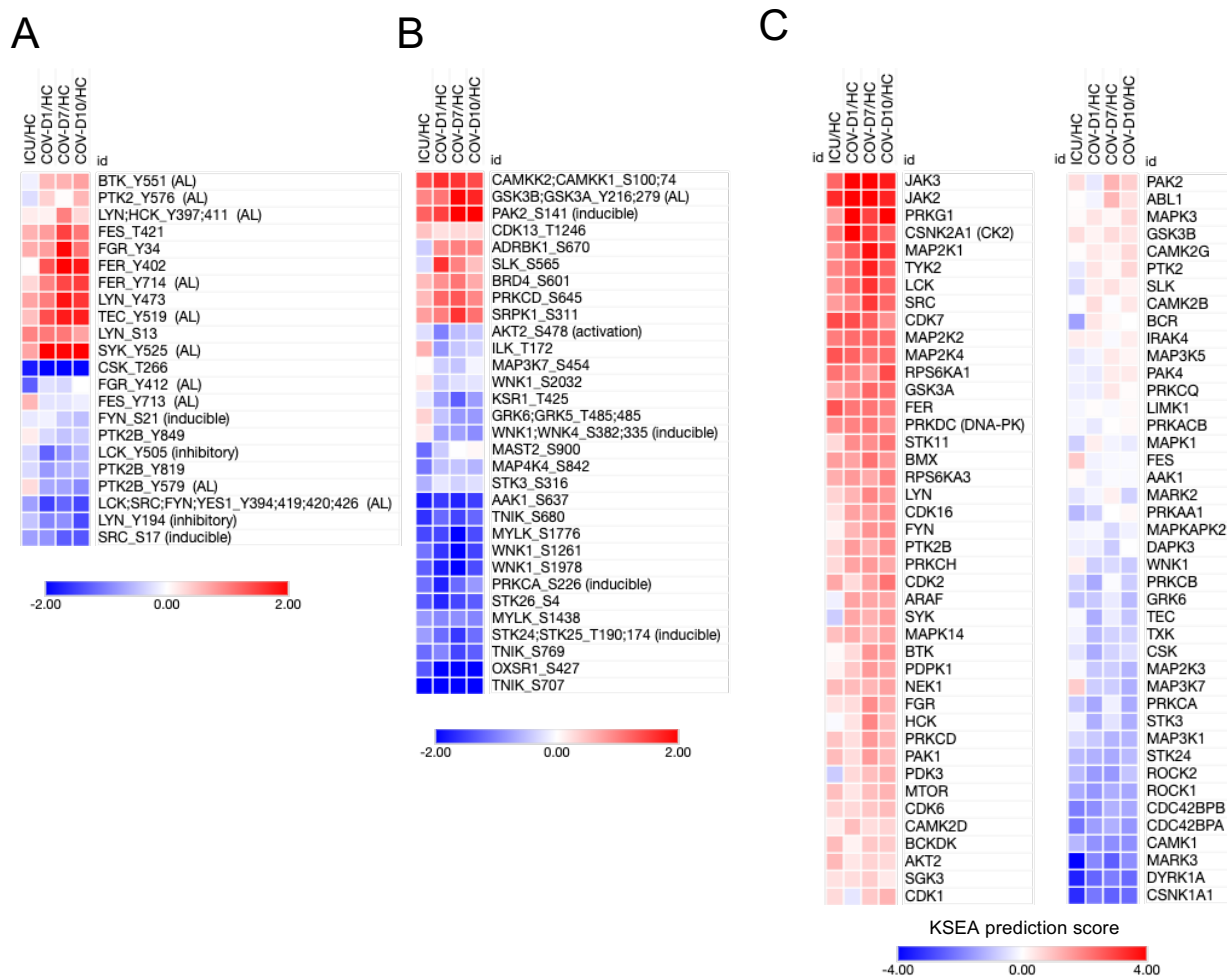 A
ICU/HC
COV-D1/HC
COV-D7/HC
COV-D10/HC
id
BTK_Y551 (AL)
PTK2_Y576 (AL)
LYN;HCK_Y397;411 (AL)
FES_T421
FGR_Y34
FER_Y402
FER_Y714 (AL)
LYN_Y473
TEC_Y519 (AL)
LYN_S13
SYK_Y525 (AL)
CSK_T266
FGR_Y412 (AL)
FES_Y713 (AL)
FYN_S21 (inducible)
PTK2B_Y849
LCK_Y505 (inhibitory)
PTK2B_Y819
PTK2B_Y579 (AL)
LCK;SRC;FYN;YES1_Y394;419;420;426 (AL)
LYN_Y194 (inhibitory)
SRC_S17 (inducible)
-2.00
0.00
2.00
B
ICU/HC
COV-D1/HC
COV-D7/HC
COV-D10/HC
id
CAMKK2;CAMKK1_S100;74
GSK3B;GSK3A_Y216;279 (AL)
PAK2_S141 (inducible)
CDK13_T1246
ADRBK1_S670
SLK_S565
BRD4_S601
PRKCD_S645
SRPK1_S311
AKT2_S478 (activation)
ILK_T172
MAP3K7_S454
WNK1_S2032
KSR1_T425
GRK6;GRK5_T485;485
WNK1;WNK4_S382;335 (inducible)
MAST2_S900
MAP4K4_S842
STK3_S316
AAK1_S637
TNIK_S680
MYLK_S1776
WNK1_S1261
WNK1_S1978
PRKCA_S226 (inducible)
STK26_S4
MYLK_S1438
STK24;STK25_T190;174 (inducible)
TNIK_S769
OXSR1_S427
TNIK_S707
-2.00
0.00
2.00
C
id
ICU/HC
COV-D1/HC
COV-D7/HC
COV-D10/HC
id
JAK3
JAK2
PRKG1
CSNK2A1 (CK2)
MAP2K1
TYK2
LCK
SRC
CDK7
MAP2K2
MAP2K4
RPS6KA1
GSK3A
FER
PRKDC (DNA-PK)
STK11
BMX
RPS6KA3
LYN
CDK16
FYN
PTK2B
PRKCH
CDK2
ARAF
SYK
MAPK14
BTK
PDPK1
NEK1
FGR
HCK
PRKCD
PAK1
PDK3
MTOR
CDK6
CAMK2D
BCKDK
AKT2
SGK3
CDK1
id
ICU/HC
COV-D1/HC
COV-D7/HC
COV-D10/HC
id
PAK2
ABL1
MAPK3
GSK3B
CAMK2G
PTK2
SLK
CAMK2B
BCR
IRAK4
MAP3K5
PAK4
PRKCQ
LIMK1
PRKACB
MAPK1
FES
AAK1
MARK2
PRKAA1
MAPKAPK2
DAPK3
WNK1
PRKCB
GRK6
TEC
TXK
CSK
MAP2K3
MAP3K7
PRKCA
STK3
MAP3K1
STK24
ROCK2
ROCK1
CDC42BPB
CDC42BPA
CAMK1
MARK3
DYRK1A
CSNK1A1
KSEA prediction score
-4.00
0.00
4.00